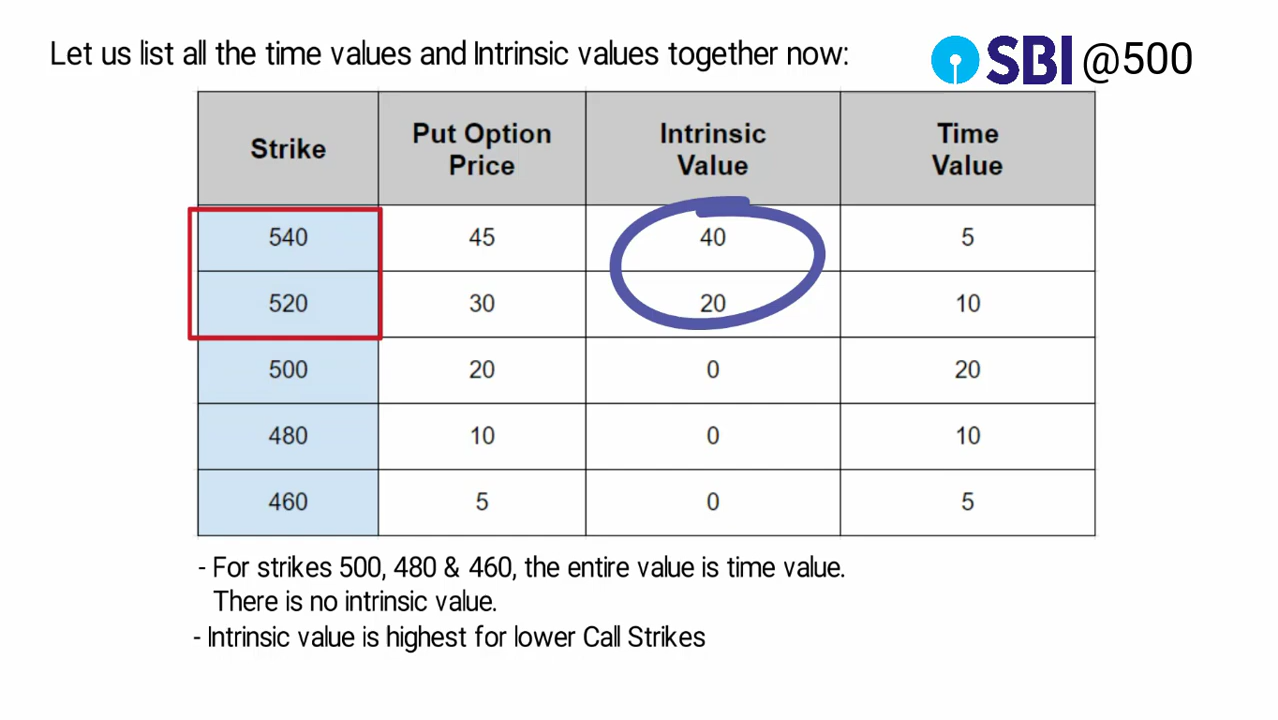 Let us list all the time values and Intrinsic values together now:
SBI @500
Strike
Put Option
Price
Intrinsic
Value
Time
Value
540 45 40 5
520 30 20 10
500 20 0 20
480 10 0 10
460 5 0 5
- For strikes 500, 480 & 460, the entire value is time value.
There is no intrinsic value.
- Intrinsic value is highest for lower Call Strikes